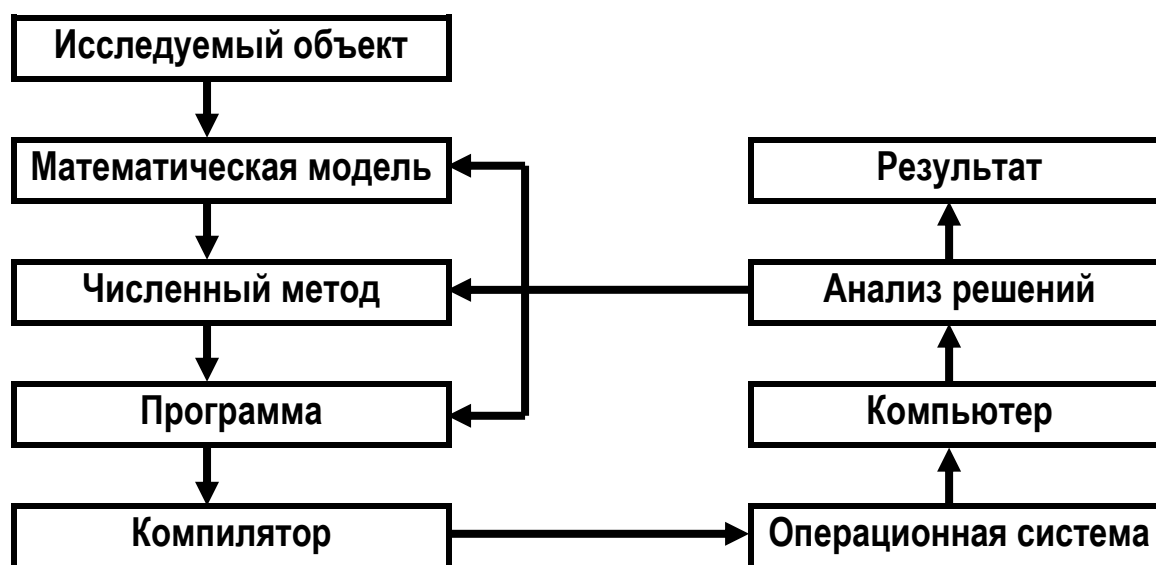 Исследуемый объект
Математическая модель
Численный метод
Программа
Компилятор
Результат
Анализ решений
Компьютер
Операционная система